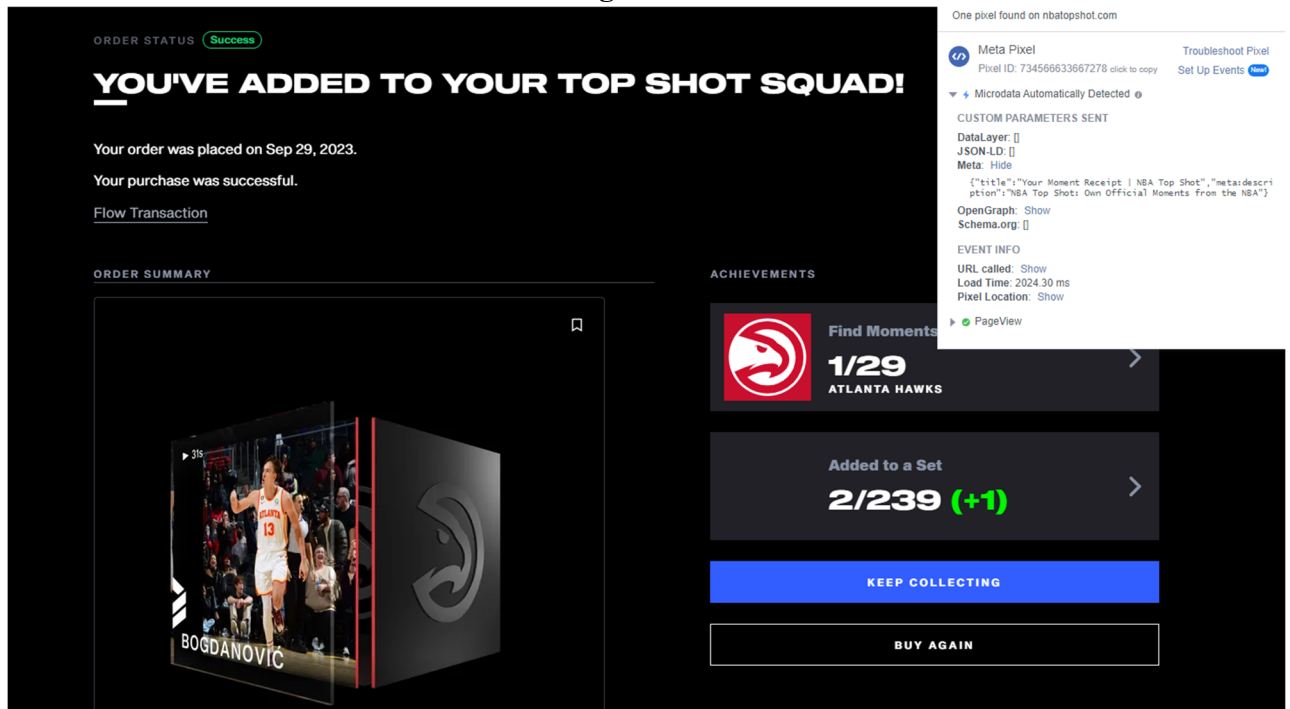 ORDER STATUS Success
YOU'VE ADDED TO YOUR TOP SHOT SQUAD!
Your order was placed on Sep 29, 2023.
Your purchase was successful.
Flow Transaction
ORDER SUMMARY
31s
ATLANTA
13
BOGDANOVIĆ
ACHIEVEMENTS
Find Moments
1/29
ATLANTA HAWKS
Added to a Set
2/239 (+1)
KEEP COLLECTING
BUY AGAIN
One pixel found on nbatopshot.com
Meta Pixel
Troubleshoot Pixel
Pixel ID: 734566633667278 click to copy
Set Up Events New!
Microdata Automatically Detected
CUSTOM PARAMETERS SENT
DataLayer: []
JSON-LD: []
Meta: Hide
{"title":"Your Moment Receipt | NBA Top Shot","meta:descri
ption":"NBA Top Shot: Own Official Moments from the NBA"}
OpenGraph: Show
Schema.org: []
EVENT INFO
URL called: Show
Load Time: 2024.30 ms
Pixel Location: Show
PageView